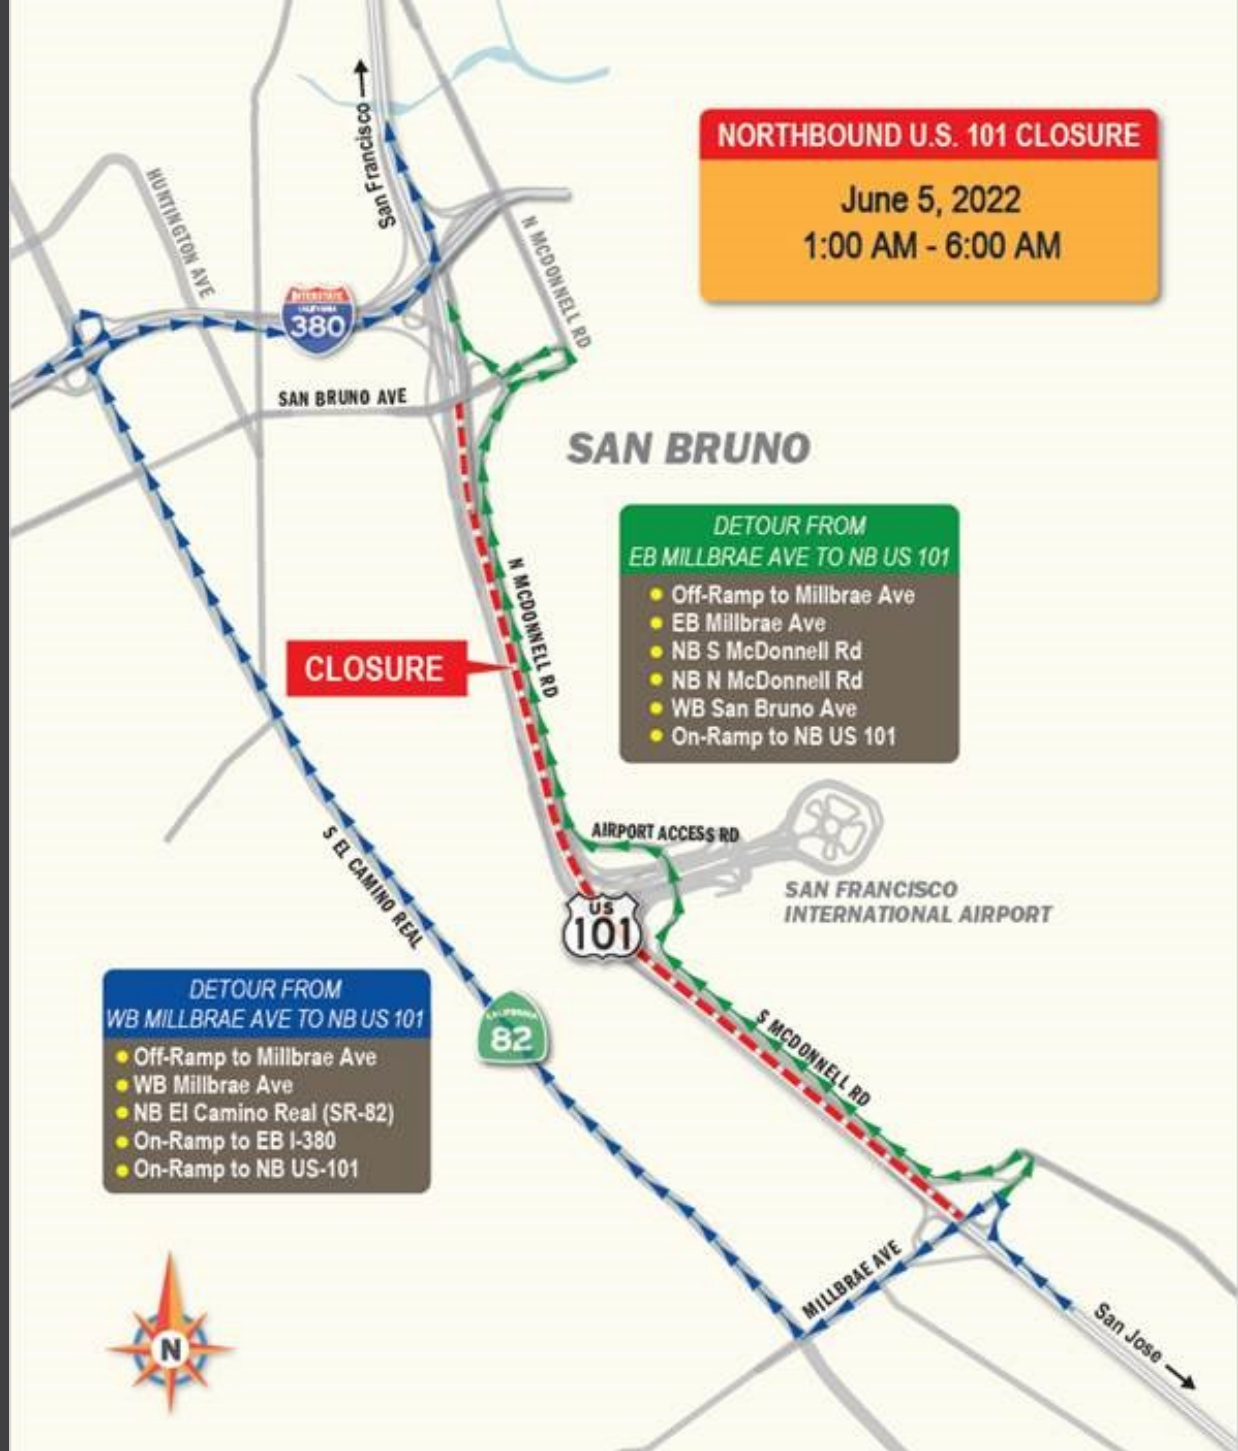 San Francisco
NORTHBOUND U.S. 101 CLOSURE
June 5, 2022
1:00 AM - 6:00 AM
HUNTINGTON AVE
N MCDONNELL RD
INTERSTATE
CALIFORNIA
380
SAN BRUNO AVE
SAN BRUNO
DETOUR FROM
EB MILLBRAE AVE TO NB US 101
Off-Ramp to Millbrae Ave
EB Millbrae Ave
NB S McDonnell Rd
NB N McDonnell Rd
WB San Bruno Ave
On-Ramp to NB US 101
N MCDONNELL RD
CLOSURE
AIRPORT ACCESS RD
SAN FRANCISCO
INTERNATIONAL AIRPORT
US
101
S EL CAMINO REAL
DETOUR FROM
WB MILLBRAE AVE TO NB US 101
Off-Ramp to Millbrae Ave
WB Millbrae Ave
NB El Camino Real (SR-82)
On-Ramp to EB I-380
On-Ramp to NB US-101
CALIFORNIA
82
S MCDONNELL RD
MILLBRAE AVE
San Jose
N